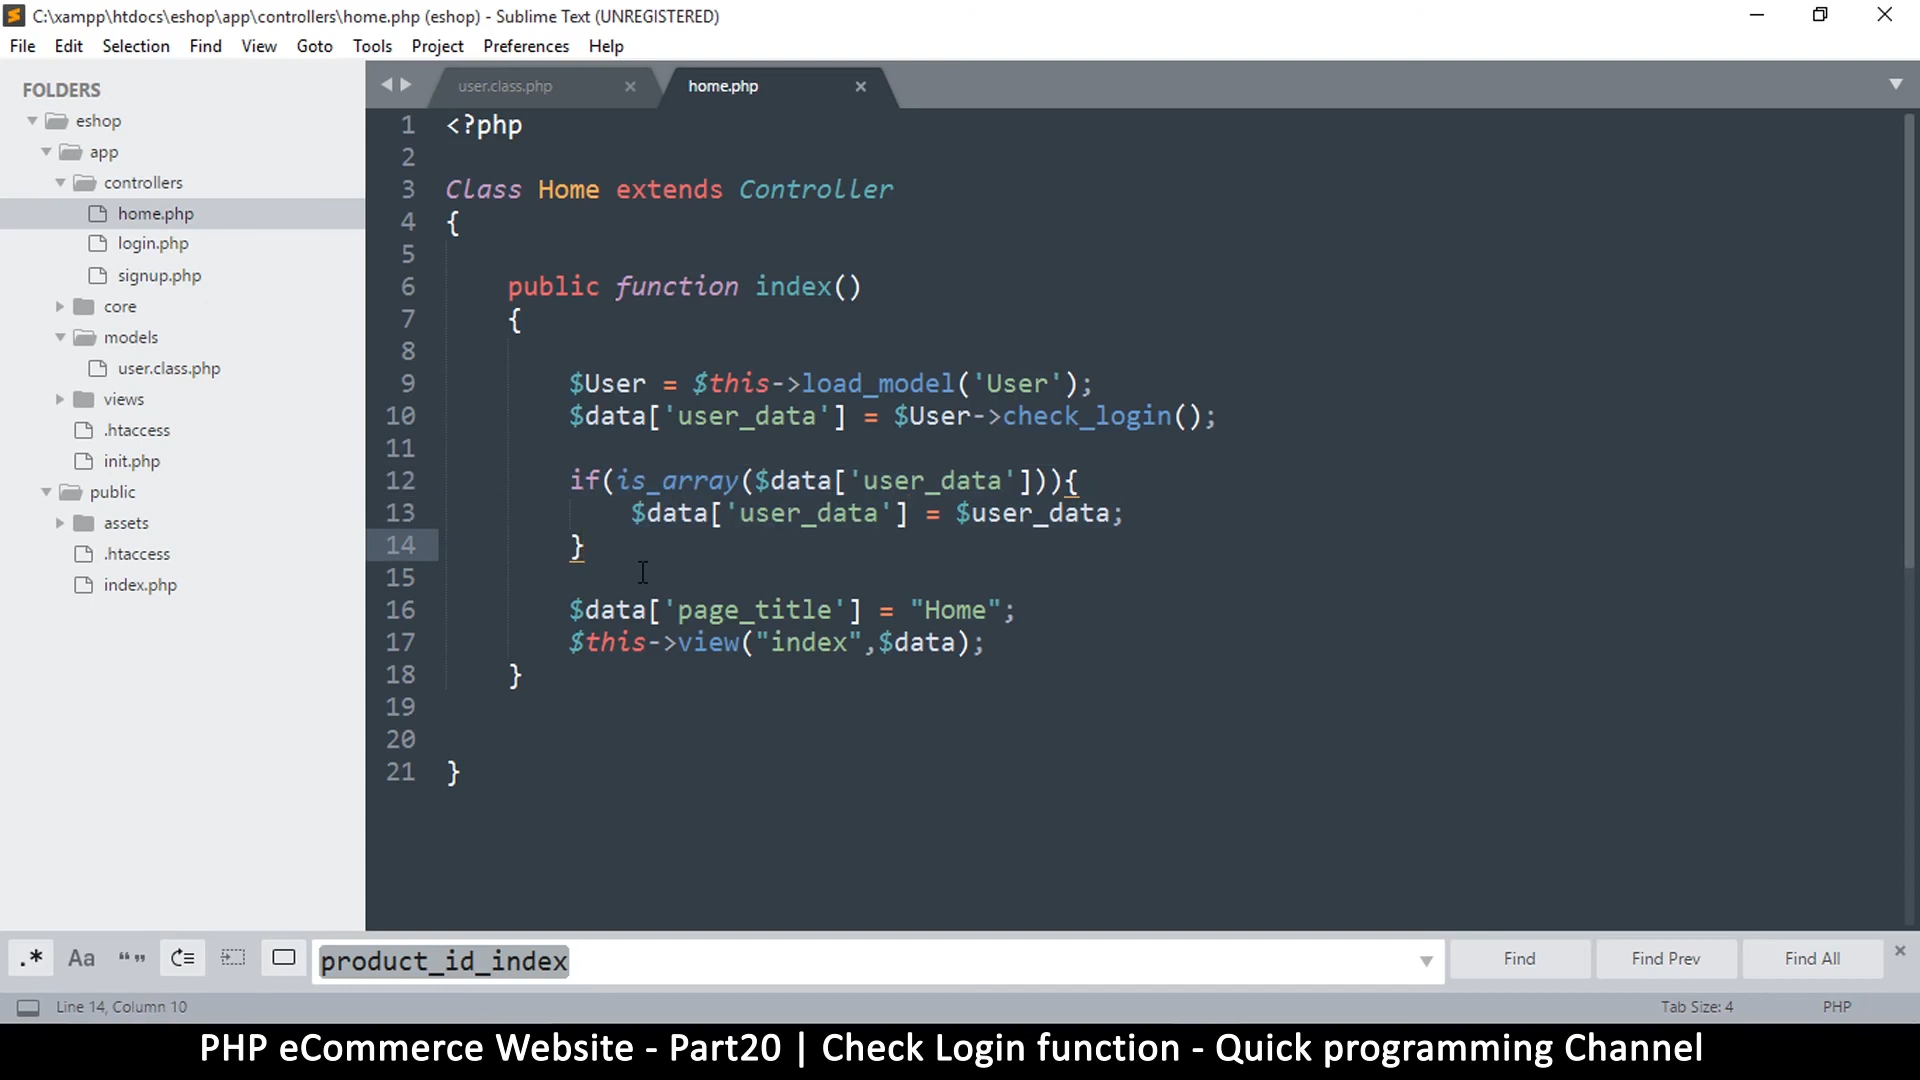 C:\xampp\htdocs\eshop\app\controllers\home.php (eshop) - Sublime Text (UNREGISTERED)
File Edit Selection Find View Goto Tools Project Preferences Help
FOLDERS
eshop
app
controllers
home.php
login.php
signup.php
core
models
user.class.php
views
.htaccess
init.php
public
assets
.htaccess
index.php
user.class.php home.php
1 <?php
2
3 Class Home extends Controller
4 {
5
6 public function index()
7 {
8
9 $User = $this->load_model('User');
10 $data['user_data'] = $User->check_login();
11
12 if(is_array($data['user_data'])){
13 $data['user_data'] = $user_data;
14 }
15
16 $data['page_title'] = "Home";
17 $this->view("index",$data);
18 }
19
20
21 }
.* Aa “” product_id_index Find Find Prev Find All
Line 14, Column 10 Tab Size: 4 PHP
PHP eCommerce Website - Part20 | Check Login function - Quick programming Channel